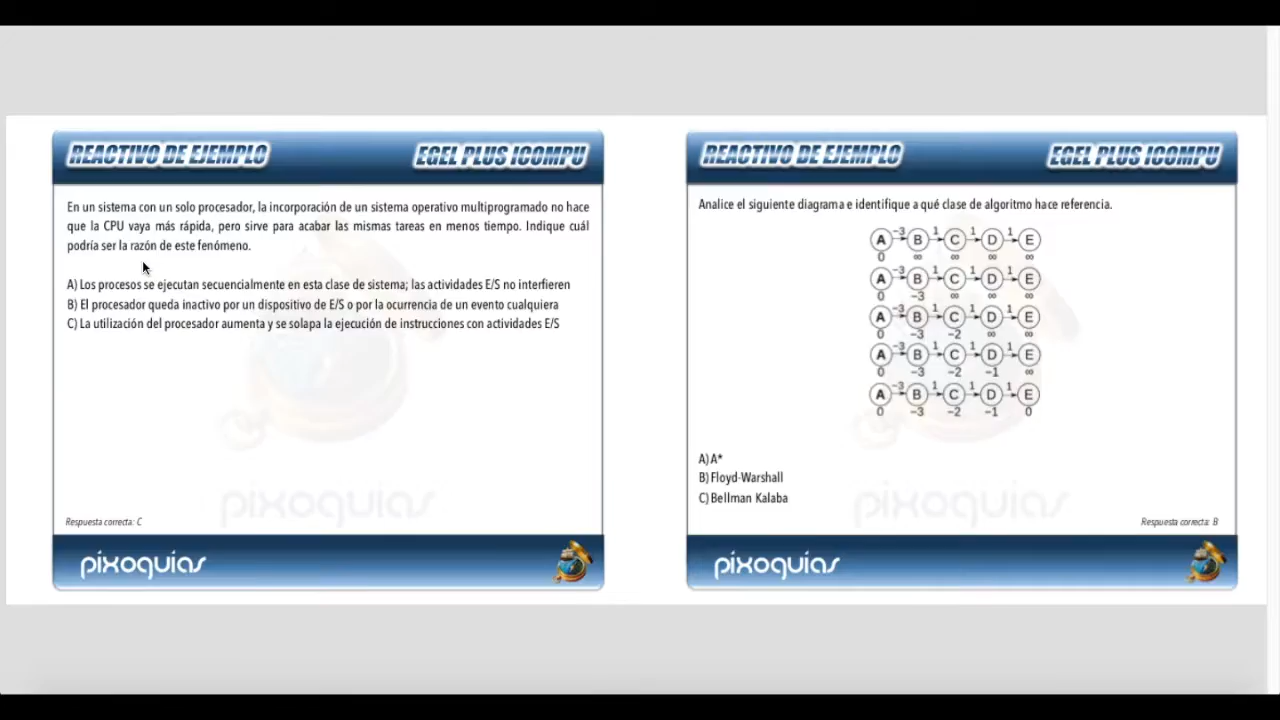 REACTIVO DE EJEMPLO
EGEL PLUS ICOMPU
En un sistema con un solo procesador, la incorporación de un sistema operativo multiprogramado no hace
que la CPU vaya más rápida, pero sirve para acabar las mismas tareas en menos tiempo. Indique cuál
podría ser la razón de este fenómeno.
A) Los procesos se ejecutan secuencialmente en esta clase de sistema; las actividades E/S no interfieren
B) El procesador queda inactivo por un dispositivo de E/S o por la ocurrencia de un evento cualquiera
C) La utilización del procesador aumenta y se solapa la ejecución de instrucciones con actividades E/S
pixoguías
Respuesta correcta: C
pixoguías
REACTIVO DE EJEMPLO
EGEL PLUS ICOMPU
Analice el siguiente diagrama e identifique a qué clase de algoritmo hace referencia.
A -3 B 1 C 1 D 1 E
0 ∞ ∞ ∞ ∞
A -3 B 1 C 1 D 1 E
0 -3 ∞ ∞ ∞
A -3 B 1 C 1 D 1 E
0 -3 -2 ∞ ∞
A -3 B 1 C 1 D 1 E
0 -3 -2 -1 ∞
A -3 B 1 C 1 D 1 E
0 -3 -2 -1 0
A) A*
B) Floyd-Warshall
C) Bellman Kalaba
pixoguías
Respuesta correcta: B
pixoguías